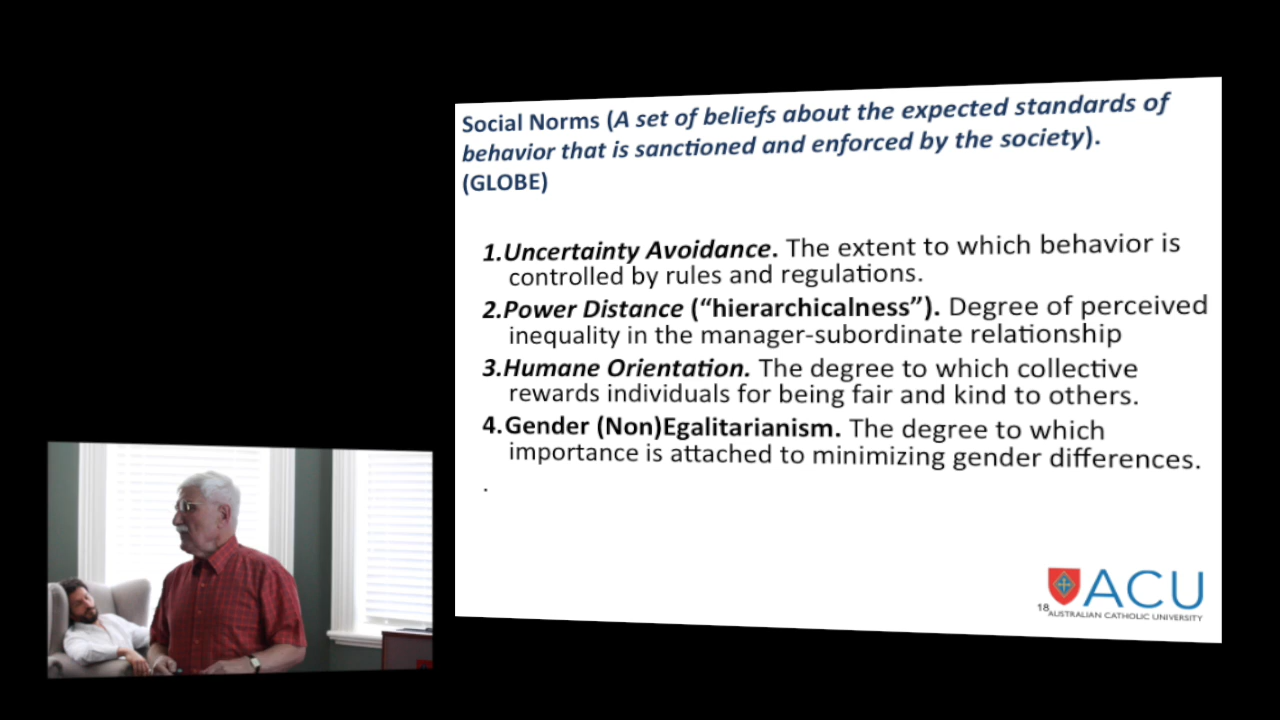 Social Norms (A set of beliefs about the expected standards of
behavior that is sanctioned and enforced by the society).
(GLOBE)
1.Uncertainty Avoidance. The extent to which behavior is
controlled by rules and regulations.
2.Power Distance (“hierarchicalness”). Degree of perceived
inequality in the manager-subordinate relationship
3.Humane Orientation. The degree to which collective
rewards individuals for being fair and kind to others.
4.Gender (Non)Egalitarianism. The degree to which
importance is attached to minimizing gender differences.
.
ACU
18
AUSTRALIAN CATHOLIC UNIVERSITY